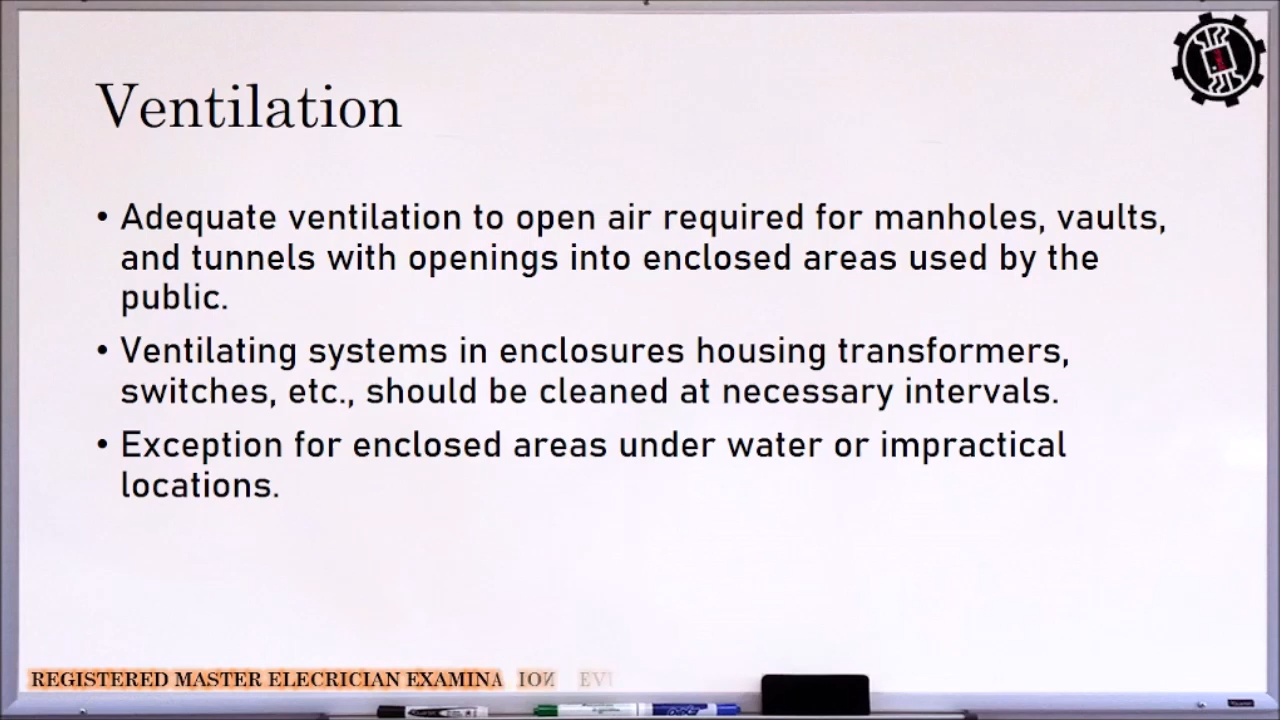 Ventilation
• Adequate ventilation to open air required for manholes, vaults,
and tunnels with openings into enclosed areas used by the
public.
• Ventilating systems in enclosures housing transformers,
switches, etc., should be cleaned at necessary intervals.
• Exception for enclosed areas under water or impractical
locations.
REGISTERED MASTER ELECRICIAN EXAMINA